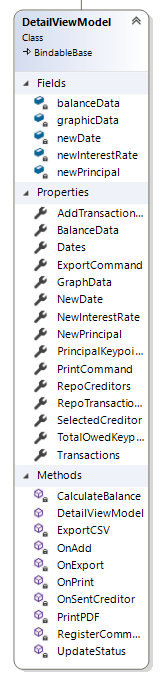 DetailViewModel
Class
BindableBase
Fields
balanceData
graphicData
newDate
newInterestRate
newPrincipal
Properties
AddTransaction...
BalanceData
Dates
ExportCommand
GraphData
NewDate
NewInterestRate
NewPrincipal
PrincipalKeypoi...
PrintCommand
RepoCreditors
RepoTransactio...
SelectedCreditor
TotalOwedKeyp...
Transactions
Methods
CalculateBalance
DetailViewModel
ExportCSV
OnAdd
OnExport
OnPrint
OnSentCreditor
PrintPDF
RegisterComm...
UpdateStatus